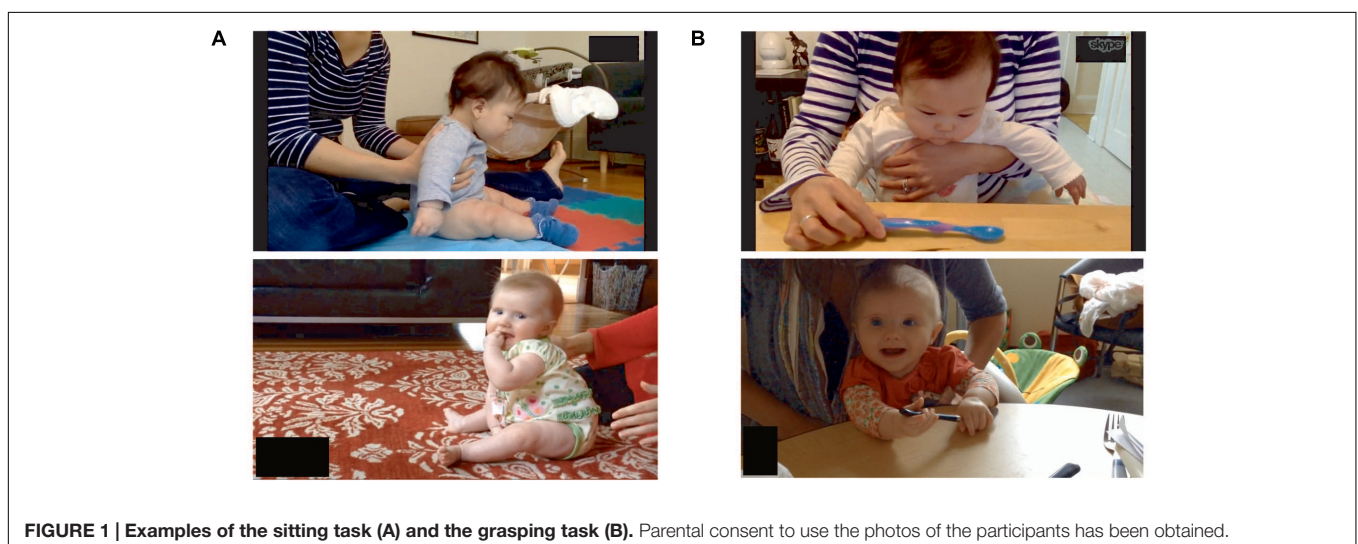 A
B
skype
FIGURE 1 | Examples of the sitting task (A) and the grasping task (B). Parental consent to use the photos of the participants has been obtained.